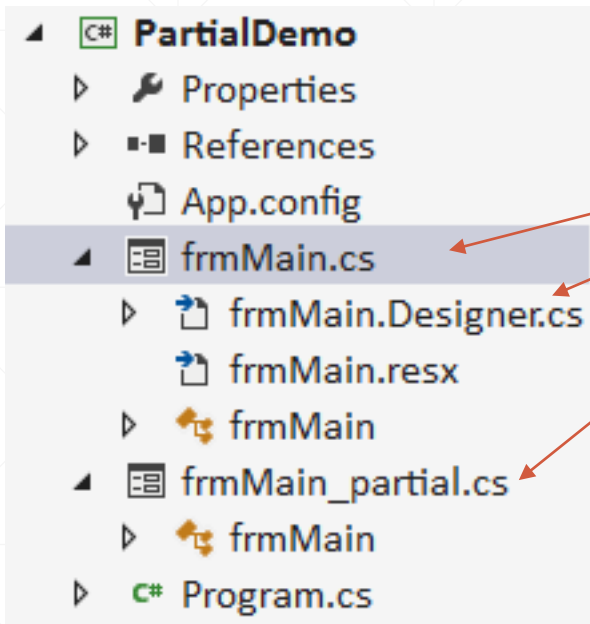 C# PartialDemo
Properties
References
App.config
frmMain.cs
frmMain.Designer.cs
frmMain.resx
frmMain
frmMain_partial.cs
frmMain
C# Program.cs